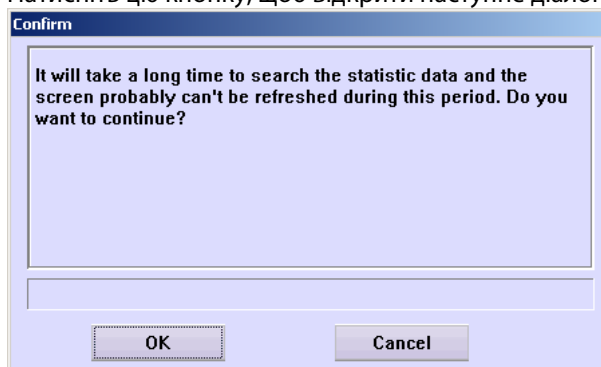 Натисніть цю кнопку, щоб відкрити наступне діалог
Confirm
It will take a long time to search the statistic data and the
screen probably can't be refreshed during this period. Do you
want to continue?
OK
Cancel